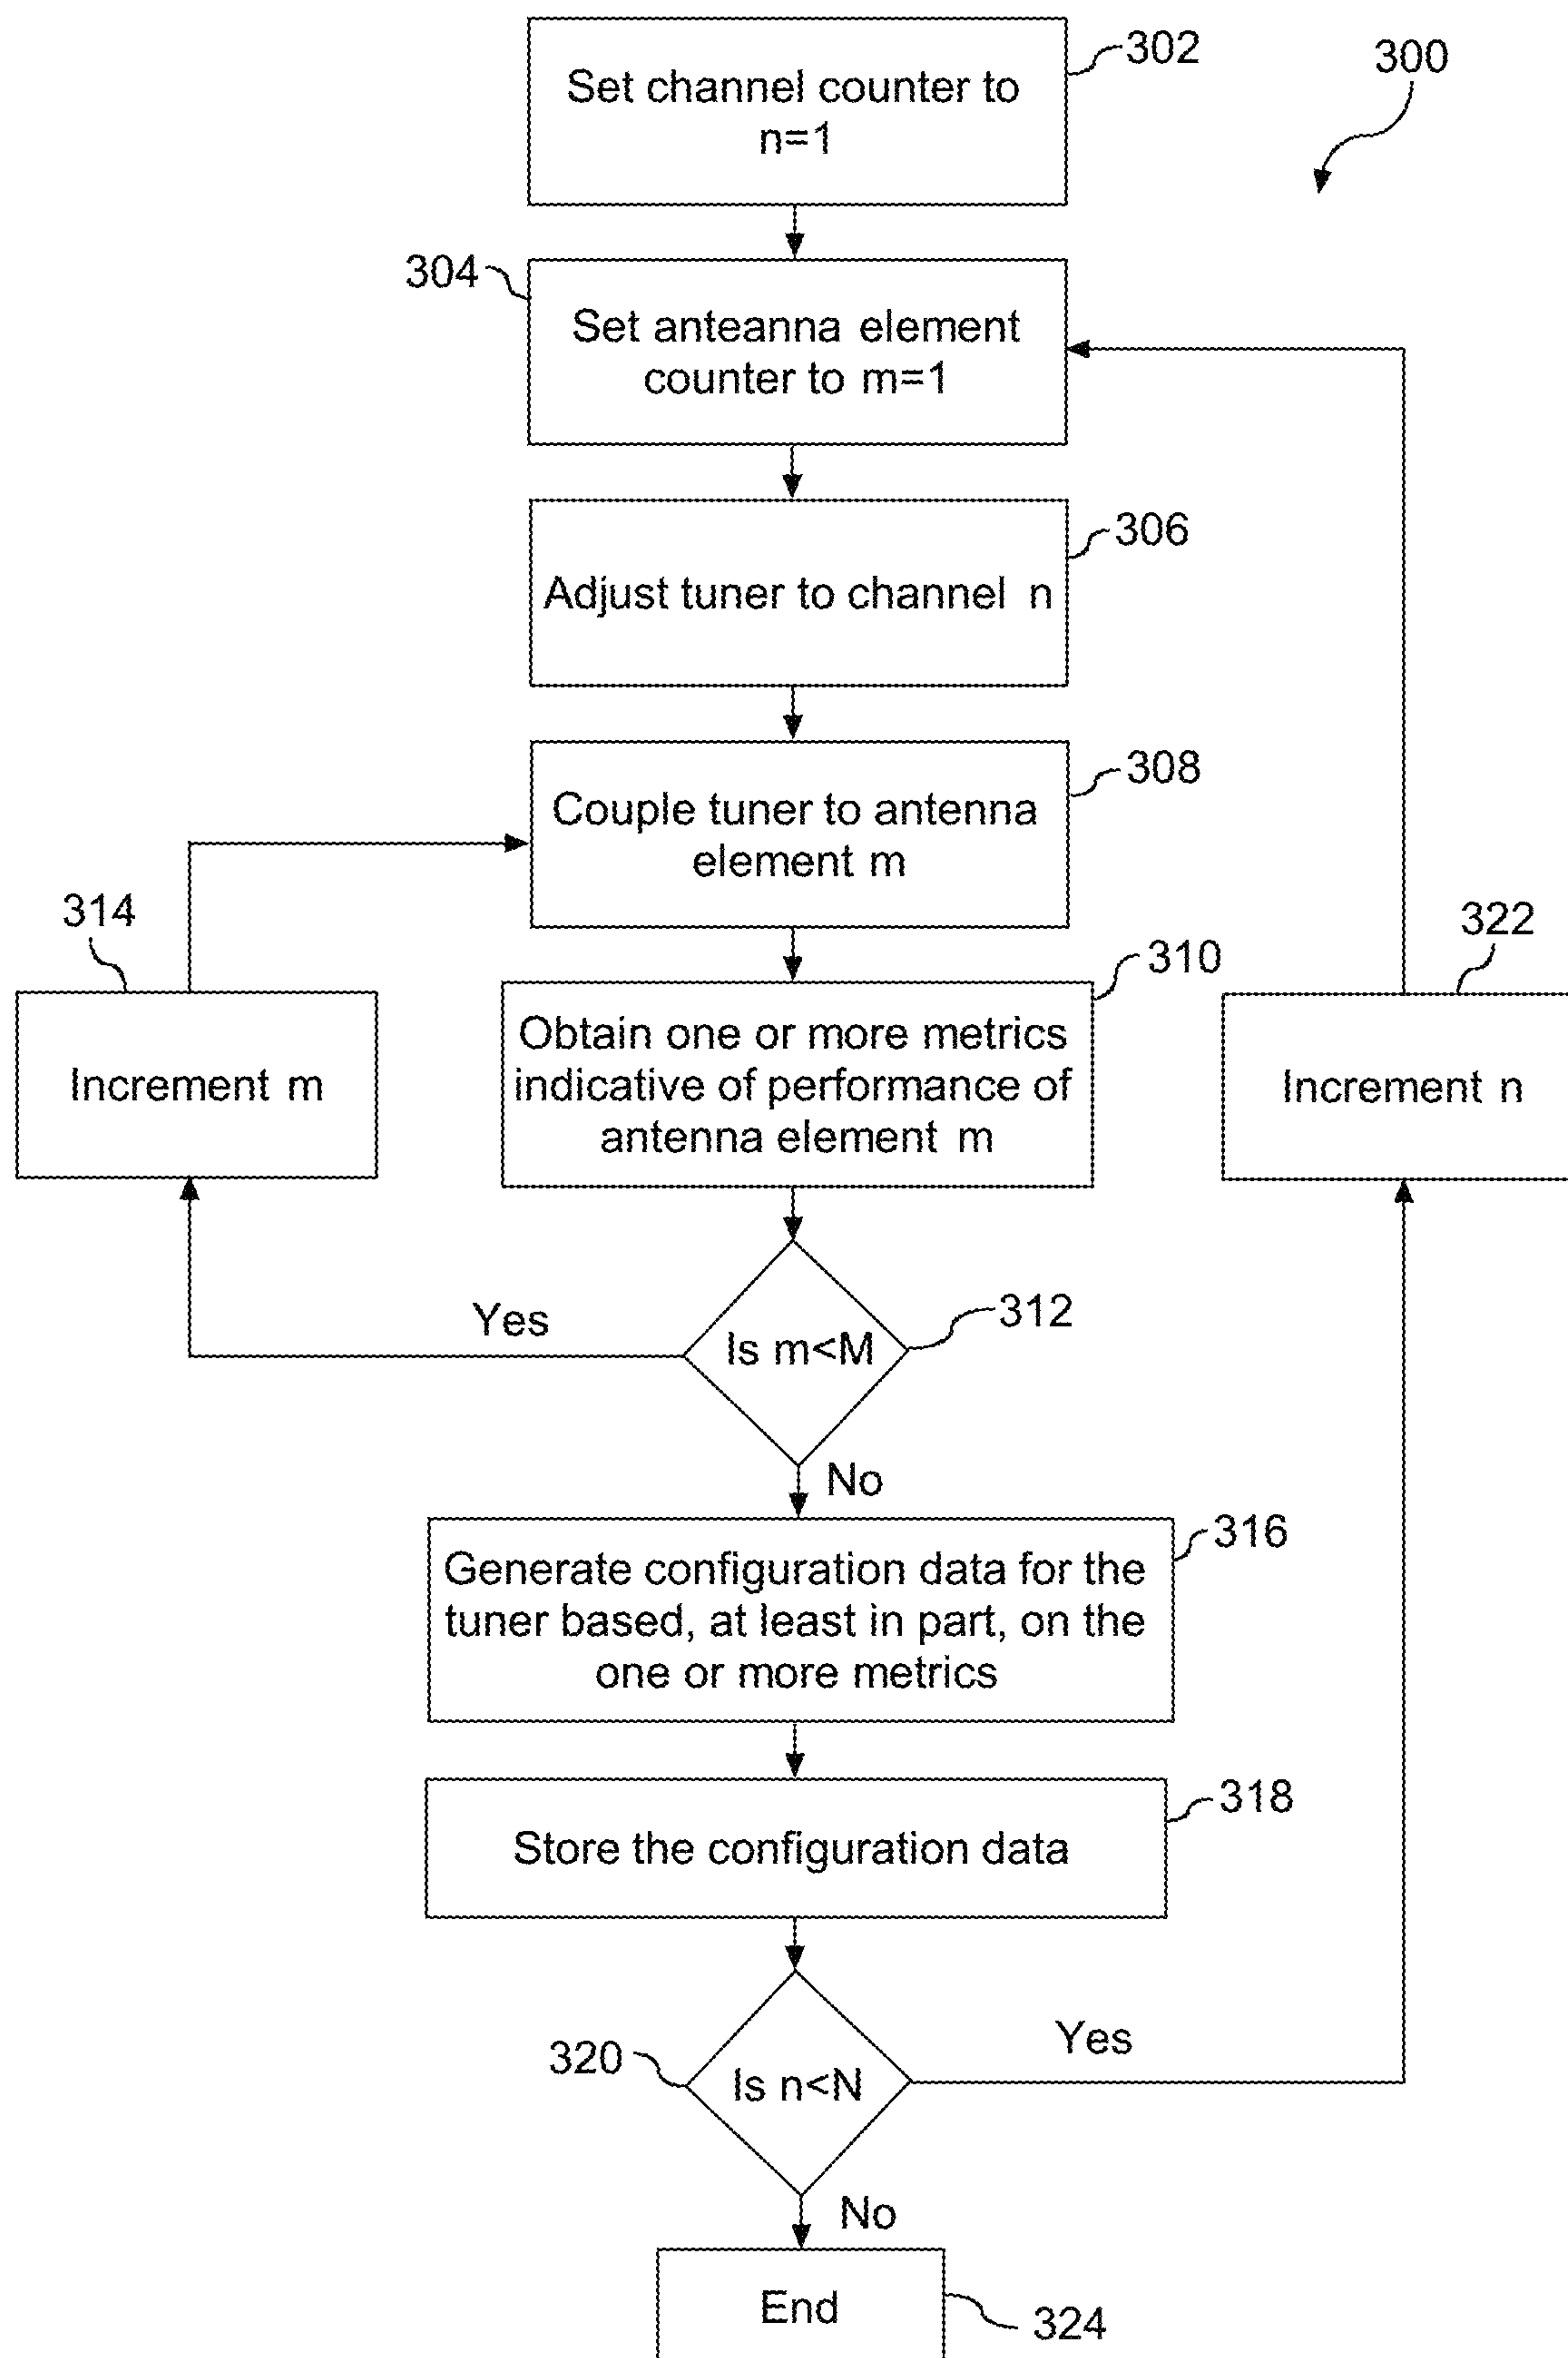 302
300
Set channel counter to
n=1
304
Set anteanna element
counter to m=1
306
Adjust tuner to channel n
308
Couple tuner to antenna
element m
314
Increment m
310
Obtain one or more metrics
indicative of performance of
antenna element m
322
Increment n
Yes
Is m<M
312
No
316
Generate configuration data for the
tuner based, at least in part, on the
one or more metrics
318
Store the configuration data
320
Is n<N
Yes
No
End
324